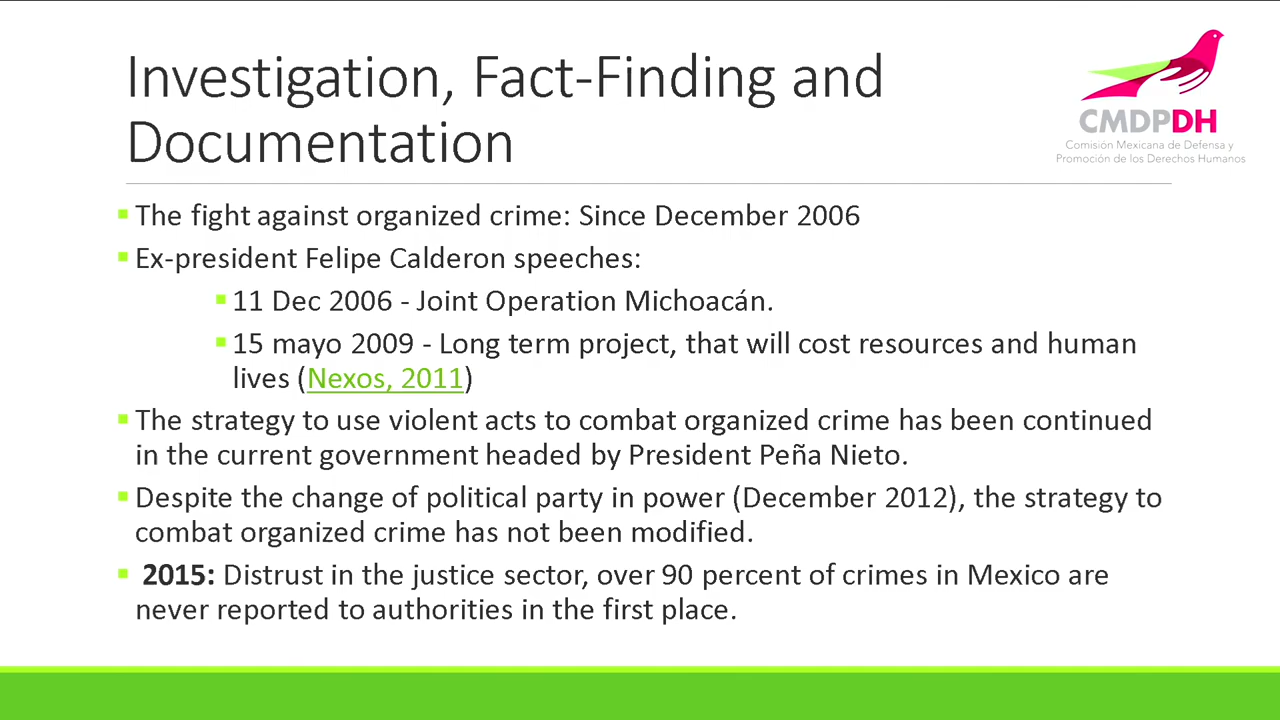 Investigation, Fact-Finding and
Documentation
CMDPDH
Comisión Mexicana de Defensa y
Promoción de los Derechos Humanos
The fight against organized crime: Since December 2006
Ex-president Felipe Calderon speeches:
11 Dec 2006 - Joint Operation Michoacán.
15 mayo 2009 - Long term project, that will cost resources and human
lives (Nexos, 2011)
The strategy to use violent acts to combat organized crime has been continued
in the current government headed by President Peña Nieto.
Despite the change of political party in power (December 2012), the strategy to
combat organized crime has not been modified.
2015: Distrust in the justice sector, over 90 percent of crimes in Mexico are
never reported to authorities in the first place.